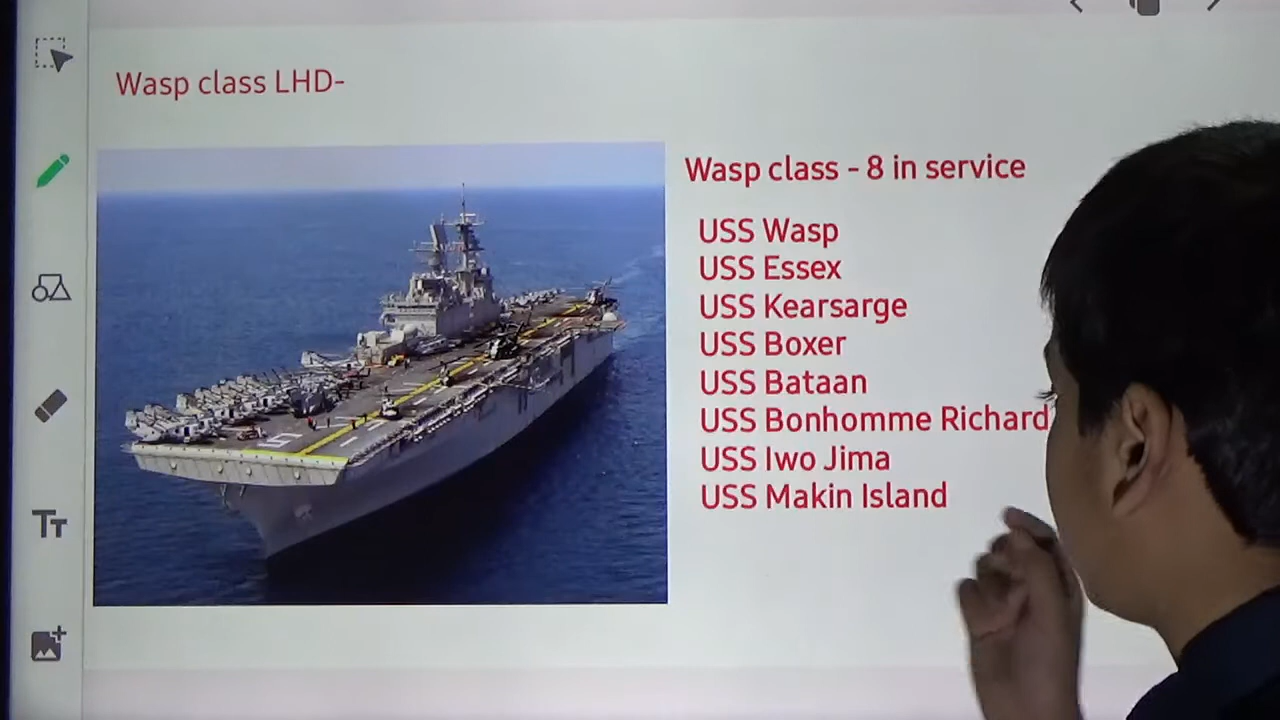 Wasp class LHD-
Wasp class - 8 in service
USS Wasp
USS Essex
USS Kearsarge
USS Boxer
USS Bataan
USS Bonhomme Richard
USS Iwo Jima
USS Makin Island
TT